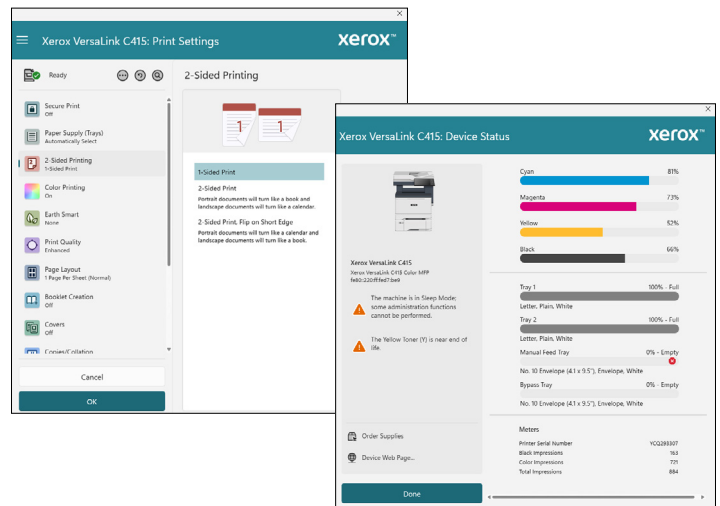 Xerox VersaLink C415: Print Settings
xerox™
Ready
2-Sided Printing
Secure Print
Off
Paper Supply (Trays)
Automatically Select
2-Sided Printing
1-Sided Print
Color Printing
On
Earth Smart
None
Print Quality
Enhanced
Page Layout
1 Page Per Sheet (Normal)
Booklet Creation
Off
Covers
Off
Copies/Collation
Cancel
OK
1
1
1-Sided Print
2-Sided Print
Portrait documents will turn like a book and
landscape documents will turn like a calendar.
2-Sided Print, Flip on Short Edge
Portrait documents will turn like a calendar and
landscape documents will turn like a book.
Xerox VersaLink C415: Device Status
xerox™
Xerox VersaLink C415
Xerox VersaLink C415 Color MFP
fe80::220:fffed7:be9
The machine is in Sleep Mode;
some administration functions
cannot be performed.
The Yellow Toner (Y) is near end of
life.
Order Supplies
Device Web Page...
Done
Cyan 81%
Magenta 73%
Yellow 52%
Black 66%
Tray 1 100% - Full
Letter, Plain, White
Tray 2 100% - Full
Letter, Plain, White
Manual Feed Tray 0% - Empty
No. 10 Envelope (4.1 x 9.5"), Envelope, White
Bypass Tray 0% - Empty
No. 10 Envelope (4.1 x 9.5"), Envelope, White
Meters
Printer Serial Number YCQ293307
Black Impressions 163
Color Impressions 721
Total Impressions 884